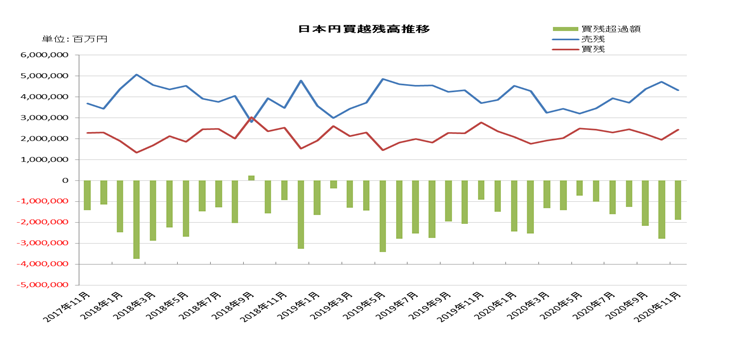 日本円買越残高推移
単位: 百万円
買残超過額
売残
買残
6,000,000
5,000,000
4,000,000
3,000,000
2,000,000
1,000,000
0
-1,000,000
-2,000,000
-3,000,000
-4,000,000
-5,000,000
2017年11月
2018年1月
2018年3月
2018年5月
2018年7月
2018年9月
2018年11月
2019年1月
2019年3月
2019年5月
2019年7月
2019年9月
2019年11月
2020年1月
2020年3月
2020年5月
2020年7月
2020年9月
2020年11月